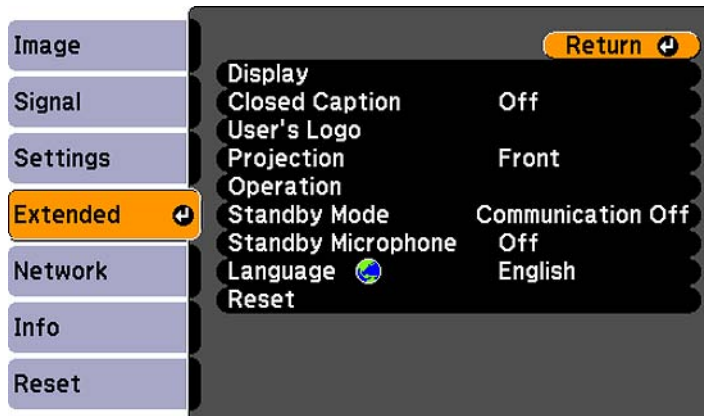 Image
Signal
Settings
Extended
Network
Info
Reset
Return
Display
Closed Caption Off
User's Logo
Projection Front
Operation
Standby Mode Communication Off
Standby Microphone Off
Language English
Reset